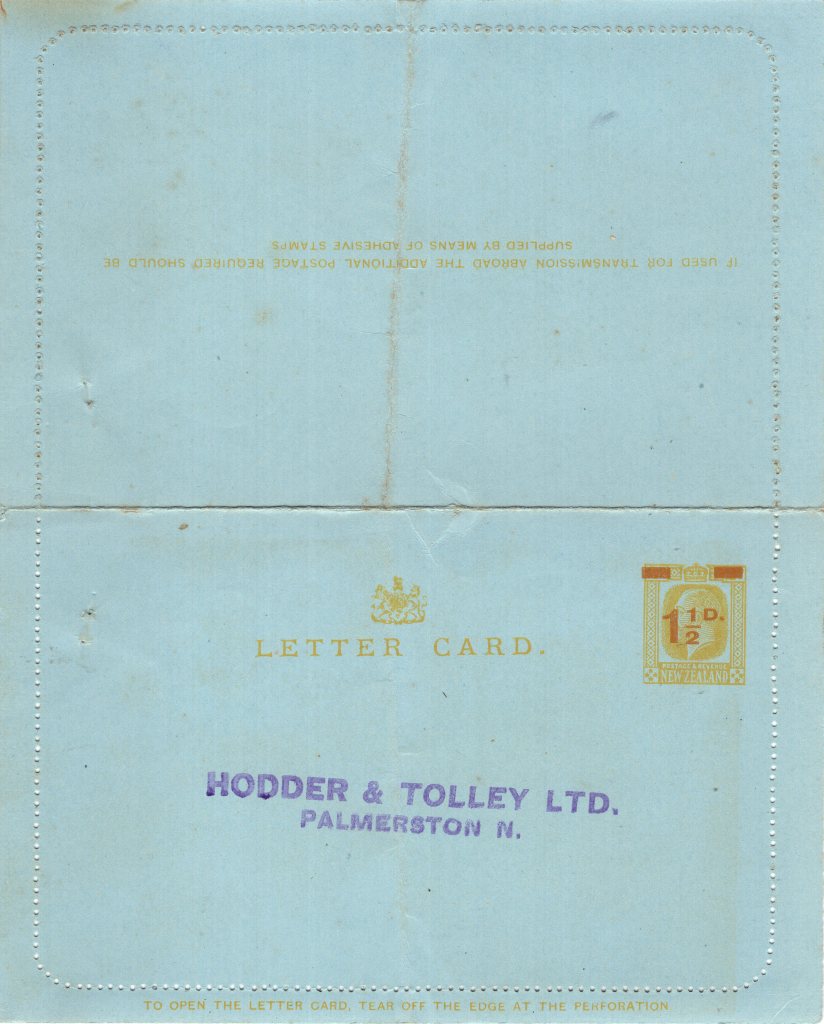 IF USED FOR TRANSMISSION ABROAD THE ADDITIONAL POSTAGE REQUIRED SHOULD BE
SUPPLIED BY MEANS OF ADHESIVE STAMPS
LETTER CARD.
1½D.
POSTAGE & REVENUE
NEW ZEALAND
HODDER & TOLLEY LTD.
PALMERSTON N.
TO OPEN THE LETTER CARD, TEAR OFF THE EDGE AT THE PERFORATION